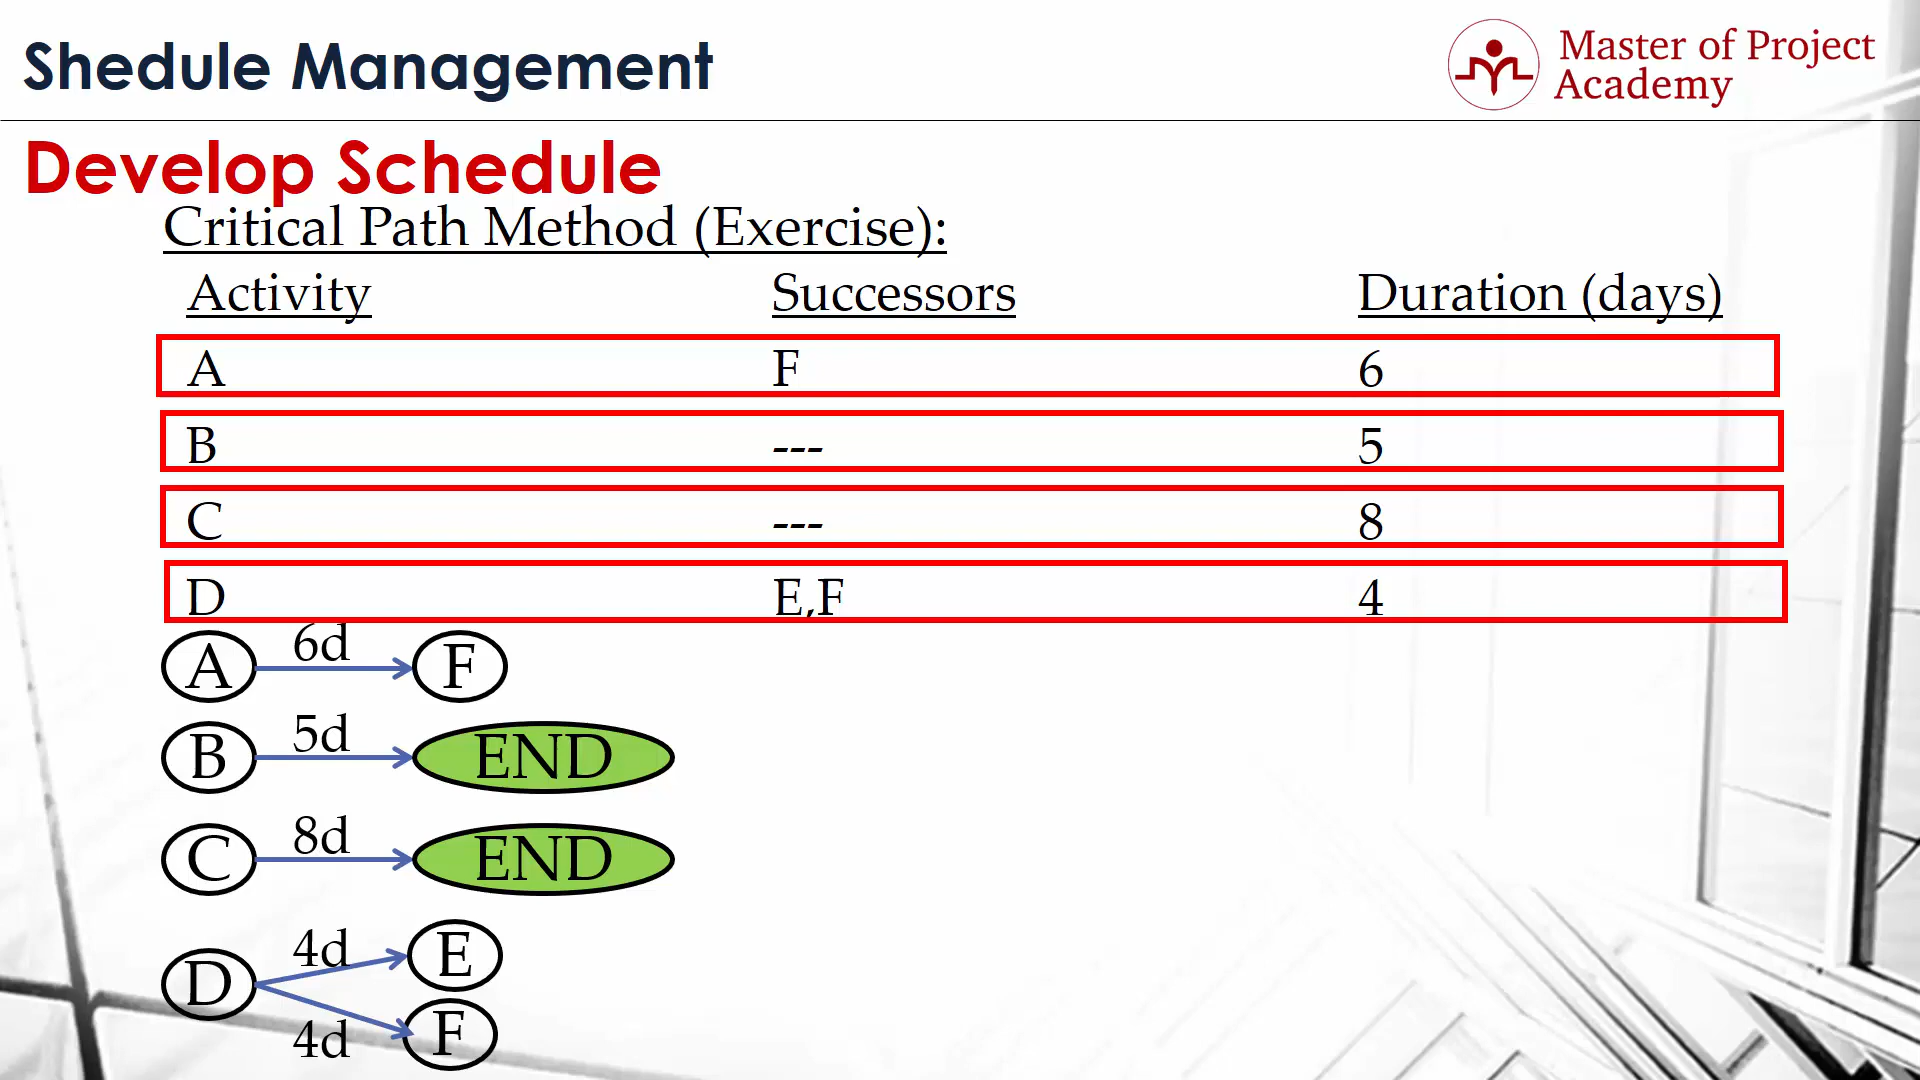 Shedule Management
Master of Project
Academy
Develop Schedule
Critical Path Method (Exercise):
Activity Successors Duration (days)
A F 6
B --- 5
C --- 8
D E,F 4
A 6d F
B 5d END
C 8d END
4d E
D
4d F